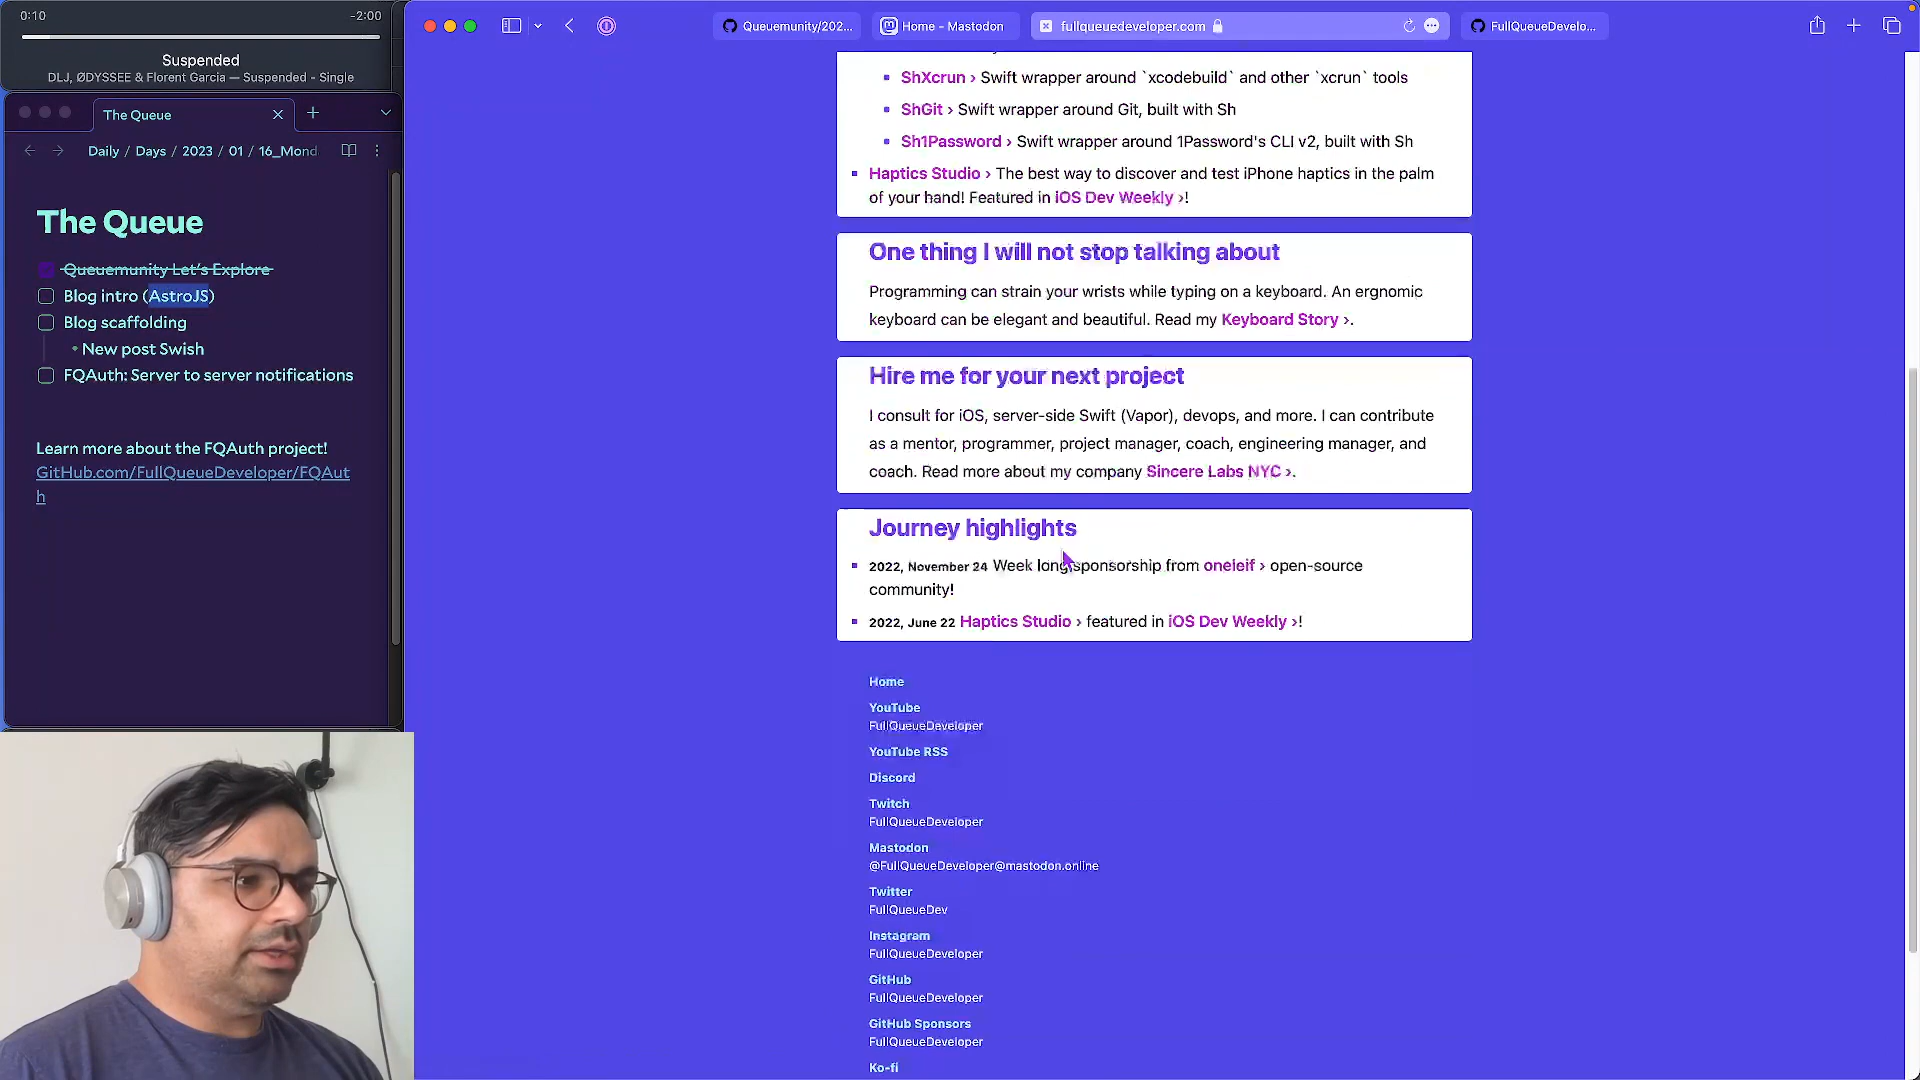 0:10
-2:00
Suspended
DLJ, ØDYSSEE & Florent Garcia — Suspended - Single
The Queue
Daily / Days / 2023 / 01 / 16_Mond
The Queue
Queuemunity Let's Explore
Blog intro (AstroJS)
Blog scaffolding
New post Swish
FQAuth: Server to server notifications
Learn more about the FQAuth project!
GitHub.com/FullQueueDeveloper/FQAut
h
Queuemunity/202...
Home – Mastodon
fullqueuedeveloper.com
FullQueueDevelo...
ShXcrun › Swift wrapper around `xcodebuild` and other `xcrun` tools
ShGit › Swift wrapper around Git, built with Sh
Sh1Password › Swift wrapper around 1Password's CLI v2, built with Sh
Haptics Studio › The best way to discover and test iPhone haptics in the palm
of your hand! Featured in iOS Dev Weekly ›!
One thing I will not stop talking about
Programming can strain your wrists while typing on a keyboard. An ergnomic
keyboard can be elegant and beautiful. Read my Keyboard Story ›.
Hire me for your next project
I consult for iOS, server-side Swift (Vapor), devops, and more. I can contribute
as a mentor, programmer, project manager, coach, engineering manager, and
coach. Read more about my company Sincere Labs NYC ›.
Journey highlights
2022, November 24 Week long sponsorship from oneleif › open-source
community!
2022, June 22 Haptics Studio › featured in iOS Dev Weekly ›!
Home
YouTube
FullQueueDeveloper
YouTube RSS
Discord
Twitch
FullQueueDeveloper
Mastodon
@FullQueueDeveloper@mastodon.online
Twitter
FullQueueDev
Instagram
FullQueueDeveloper
GitHub
FullQueueDeveloper
GitHub Sponsors
FullQueueDeveloper
Ko-fi